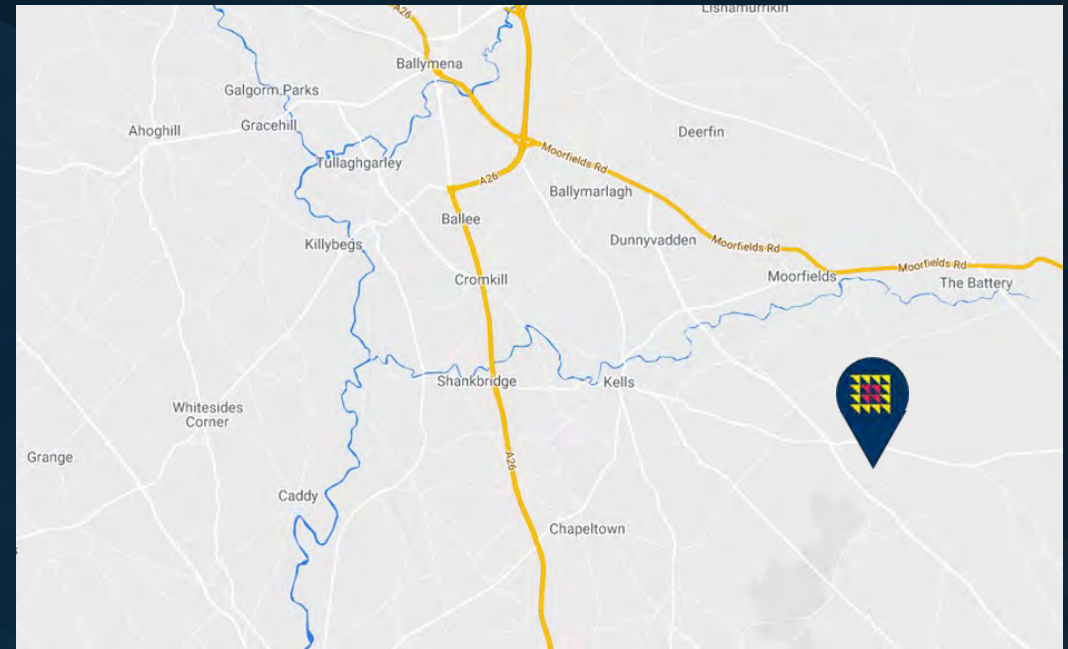 A26
Lisnamurrikin
Ballymena
Galgorm Parks
Gracehill
Ahoghill
Deerfin
Moorfields Rd
Tullaghgarley
A26
Ballymarlagh
Ballee
Dunnyvadden
Moorfields Rd
Killybegs
Moorfields Rd
Cromkill
Moorfields
The Battery
Shankbridge
Kells
Whitesides
Corner
Grange
A26
Caddy
Chapeltown